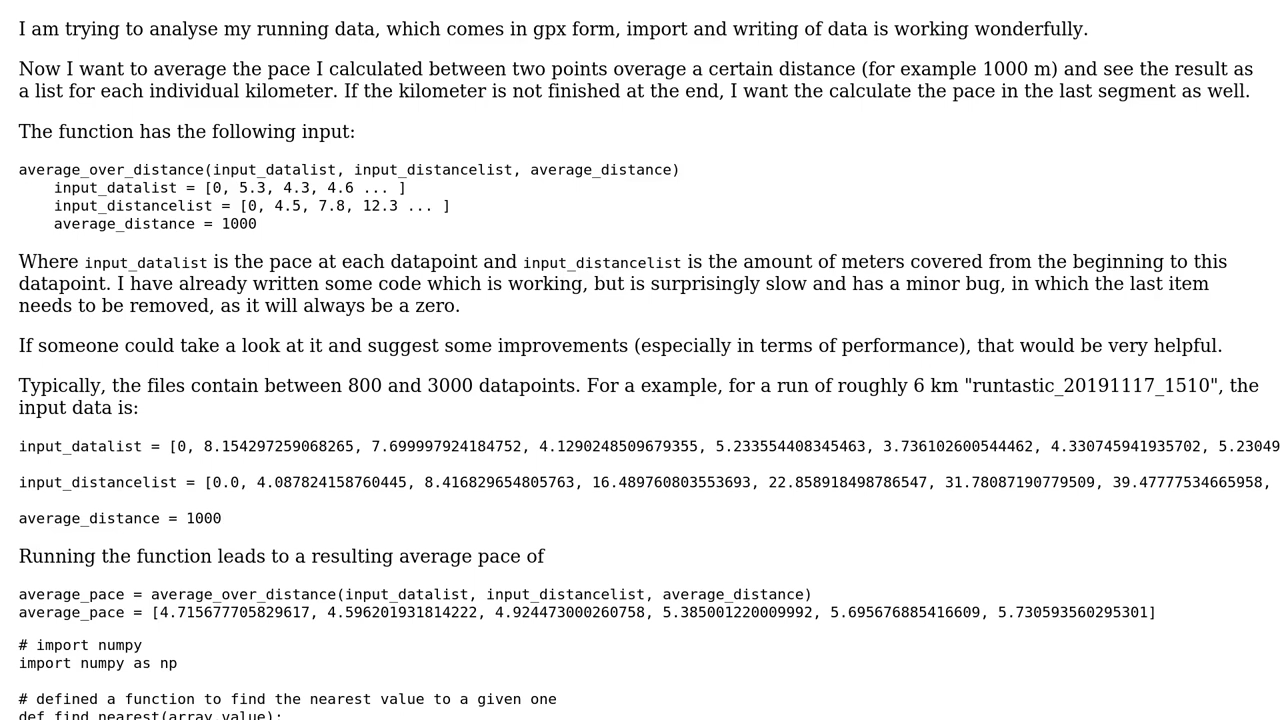 I am trying to analyse my running data, which comes in gpx form, import and writing of data is working wonderfully.
Now I want to average the pace I calculated between two points overage a certain distance (for example 1000 m) and see the result as
a list for each individual kilometer. If the kilometer is not finished at the end, I want the calculate the pace in the last segment as well.
The function has the following input:
average_over_distance(input_datalist, input_distancelist, average_distance)
    input_datalist = [0, 5.3, 4.3, 4.6 ... ]
    input_distancelist = [0, 4.5, 7.8, 12.3 ... ]
    average_distance = 1000
Where input_datalist is the pace at each datapoint and input_distancelist is the amount of meters covered from the beginning to this
datapoint. I have already written some code which is working, but is surprisingly slow and has a minor bug, in which the last item
needs to be removed, as it will always be a zero.
If someone could take a look at it and suggest some improvements (especially in terms of performance), that would be very helpful.
Typically, the files contain between 800 and 3000 datapoints. For a example, for a run of roughly 6 km "runtastic_20191117_1510", the
input data is:
input_datalist = [0, 8.154297259068265, 7.699997924184752, 4.1290248509679355, 5.233554408345463, 3.736102600544462, 4.330745941935702, 5.23049
input_distancelist = [0.0, 4.087824158760445, 8.416829654805763, 16.489760803553693, 22.858918498786547, 31.78087190779509, 39.47777534665958,
average_distance = 1000
Running the function leads to a resulting average pace of
average_pace = average_over_distance(input_datalist, input_distancelist, average_distance)
average_pace = [4.715677705829617, 4.596201931814222, 4.924473000260758, 5.385001220009992, 5.695676885416609, 5.730593560295301]
# import numpy
import numpy as np
# defined a function to find the nearest value to a given one
def find_nearest(array,value):